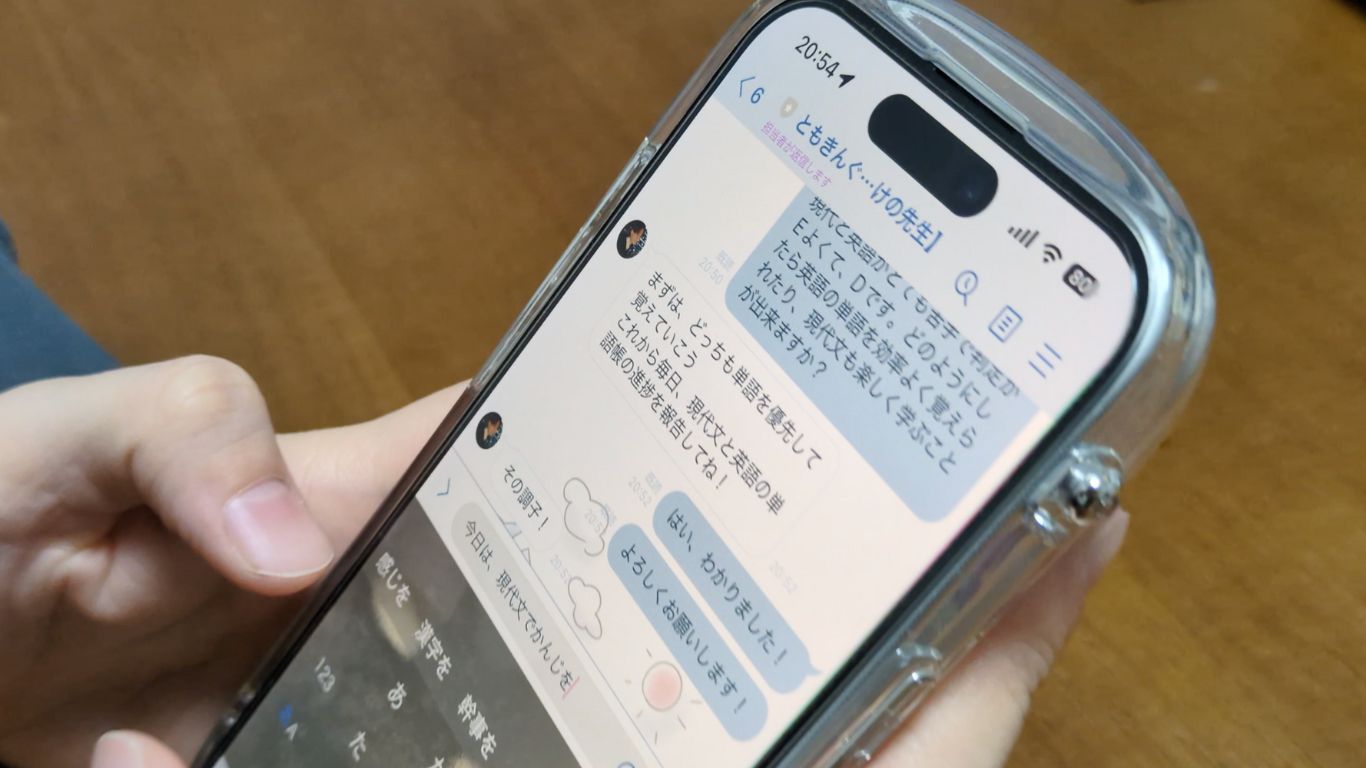 20:54
80
6
ともきんぐ…けの先生】
担当者が返信します
現代と英語がとても苦手で判定が
Eよくて、Dです。どのようにし
たら英語の単語を効率よく覚えら
れたり、現代文も楽しく学ぶこと
が出来ますか？
既読
20:50
まずは、どっちも単語を優先して
覚えていこう
これから毎日、現代文と英語の単
語帳の進捗を報告してね！
20:52
はい、わかりました！
既読
20:52
よろしくお願いします！
その調子！
今日は、現代文でかんじを
感じを
漢字を
幹事を
123
あ
た
A